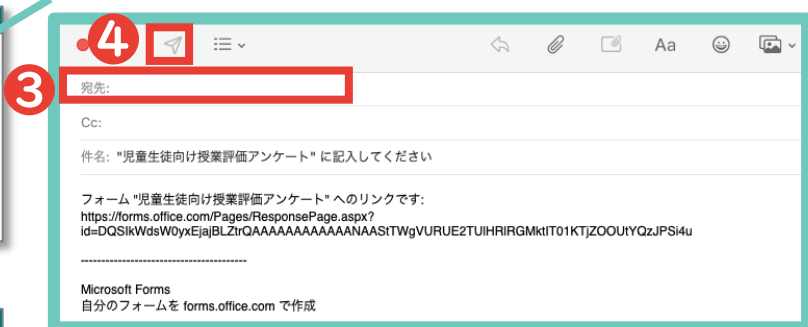 4
Aa
3
宛先:
Cc:
件名: "児童生徒向け授業評価アンケート" に記入してください
フォーム "児童生徒向け授業評価アンケート" へのリンクです:
https://forms.office.com/Pages/ResponsePage.aspx?
id=DQSIkWdsW0yxEjajBLZtrQAAAAAAAAAAAANAAStTWgVURUE2TUlHRlRGMktIT01KTjZOOUtYQzJPSi4u
----------------------------------------
Microsoft Forms
自分のフォームを forms.office.com で作成